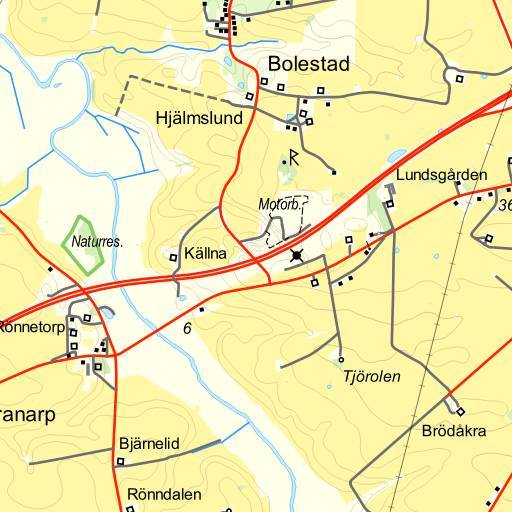 Bolestad
Hjälmslund
Lundsgården
Motorb.
36
Naturres.
Källna
Rönnetorp
6
Tjörolen
ranarp
Brödåkra
Bjärnelid
Rönndalen